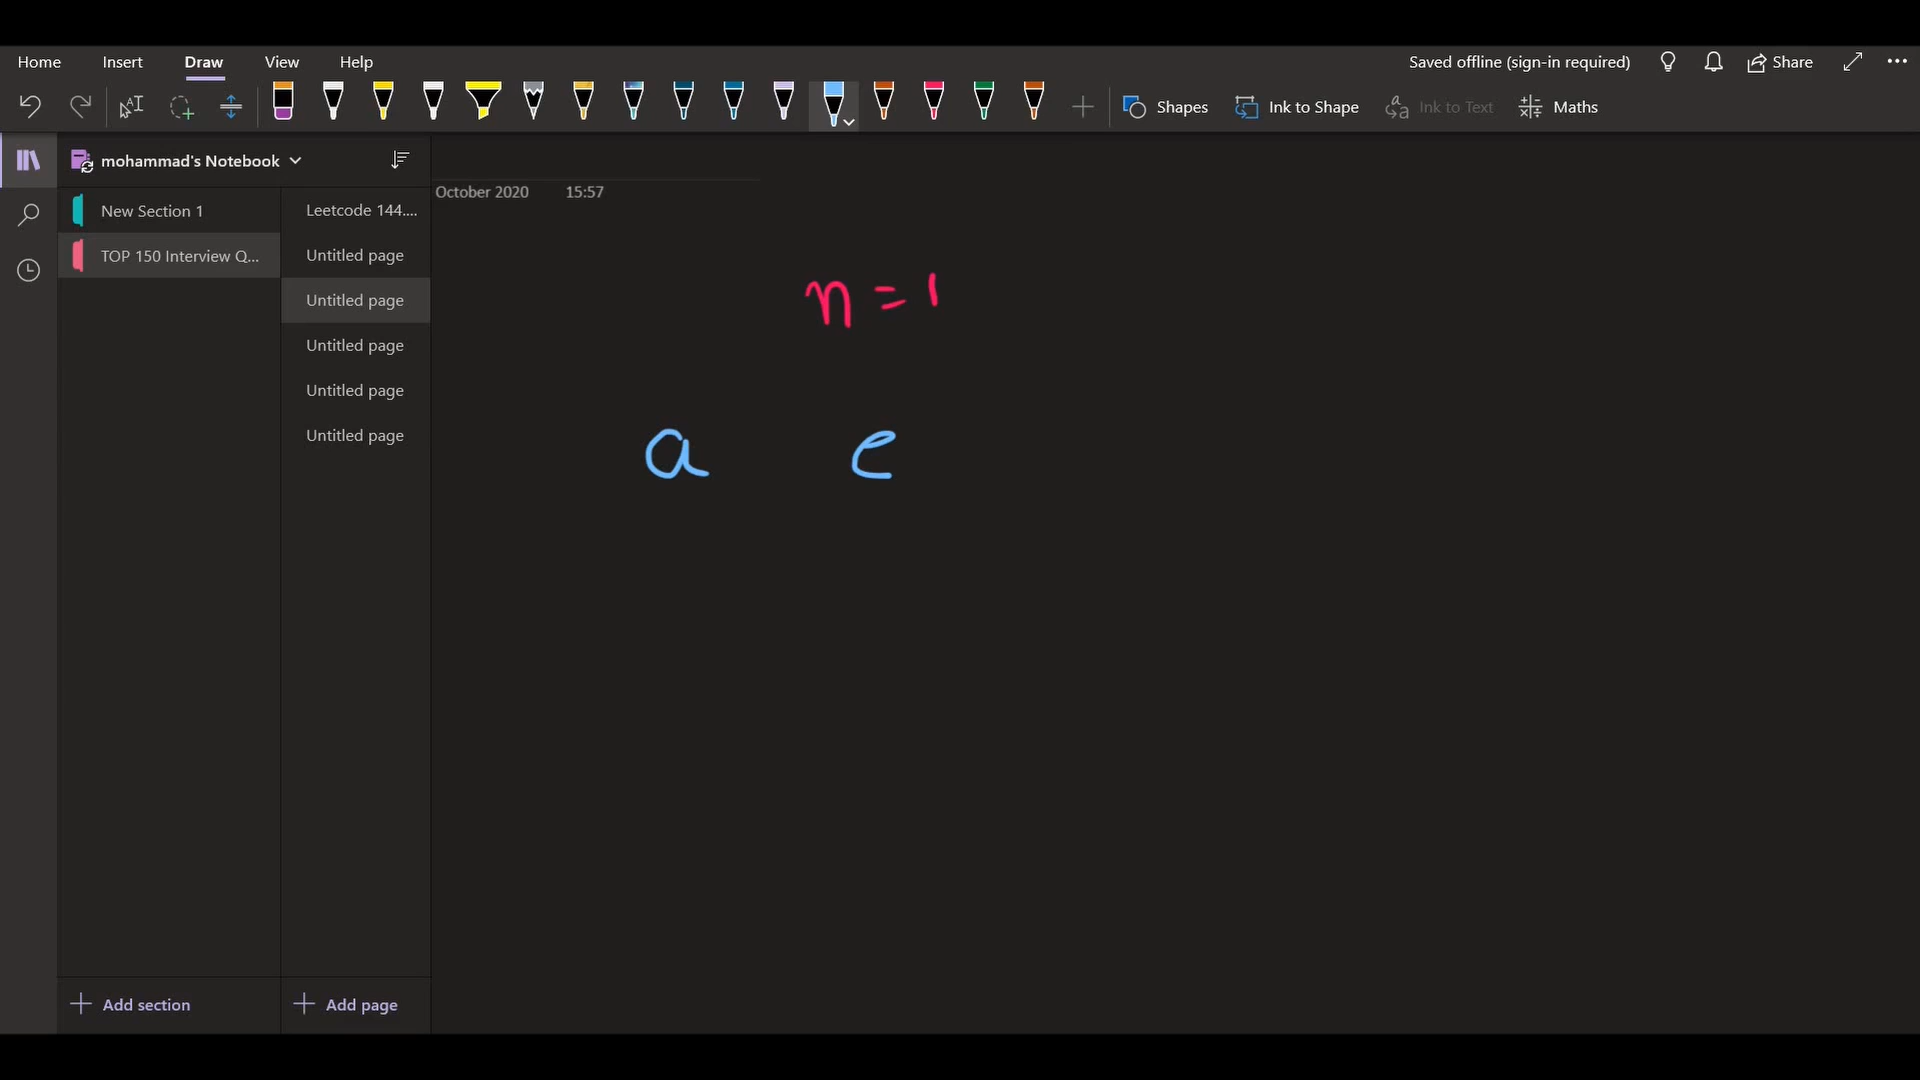 Home Insert Draw View Help Saved offline (sign-in required) Share
Shapes Ink to Shape Ink to Text Maths
mohammad's Notebook
October 2020 15:57
New Section 1
TOP 150 Interview Q...
Leetcode 144....
Untitled page
Untitled page
Untitled page
Untitled page
Untitled page
n = 1
a e
Add section
Add page